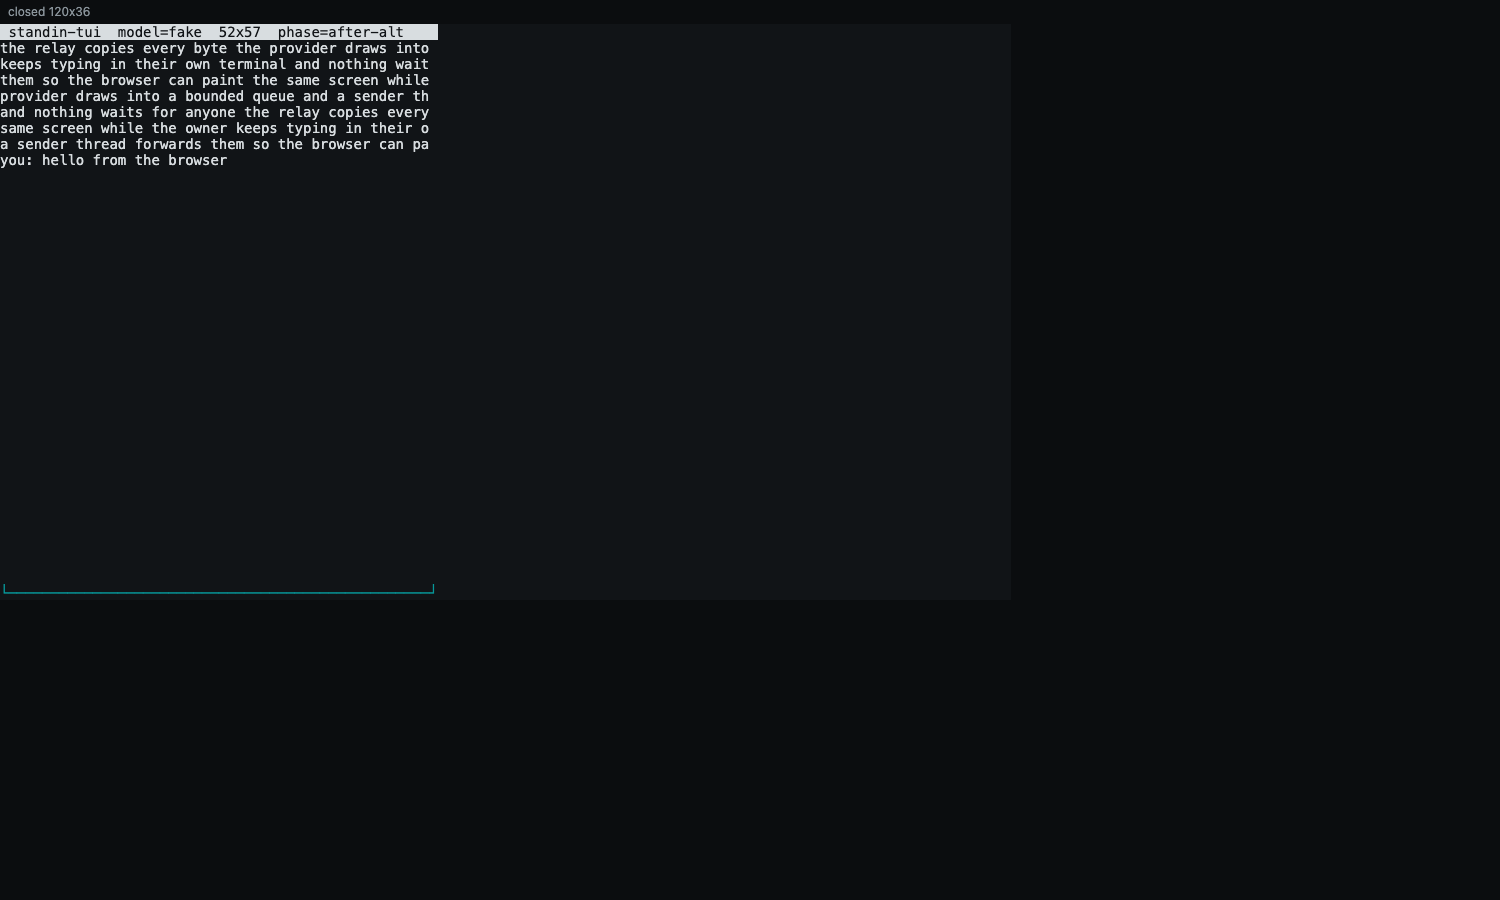 closed 120x36
standin-tui  model=fake  52x57  phase=after-alt
the relay copies every byte the provider draws into
keeps typing in their own terminal and nothing wait
them so the browser can paint the same screen while
provider draws into a bounded queue and a sender th
and nothing waits for anyone the relay copies every
same screen while the owner keeps typing in their o
a sender thread forwards them so the browser can pa
you: hello from the browser